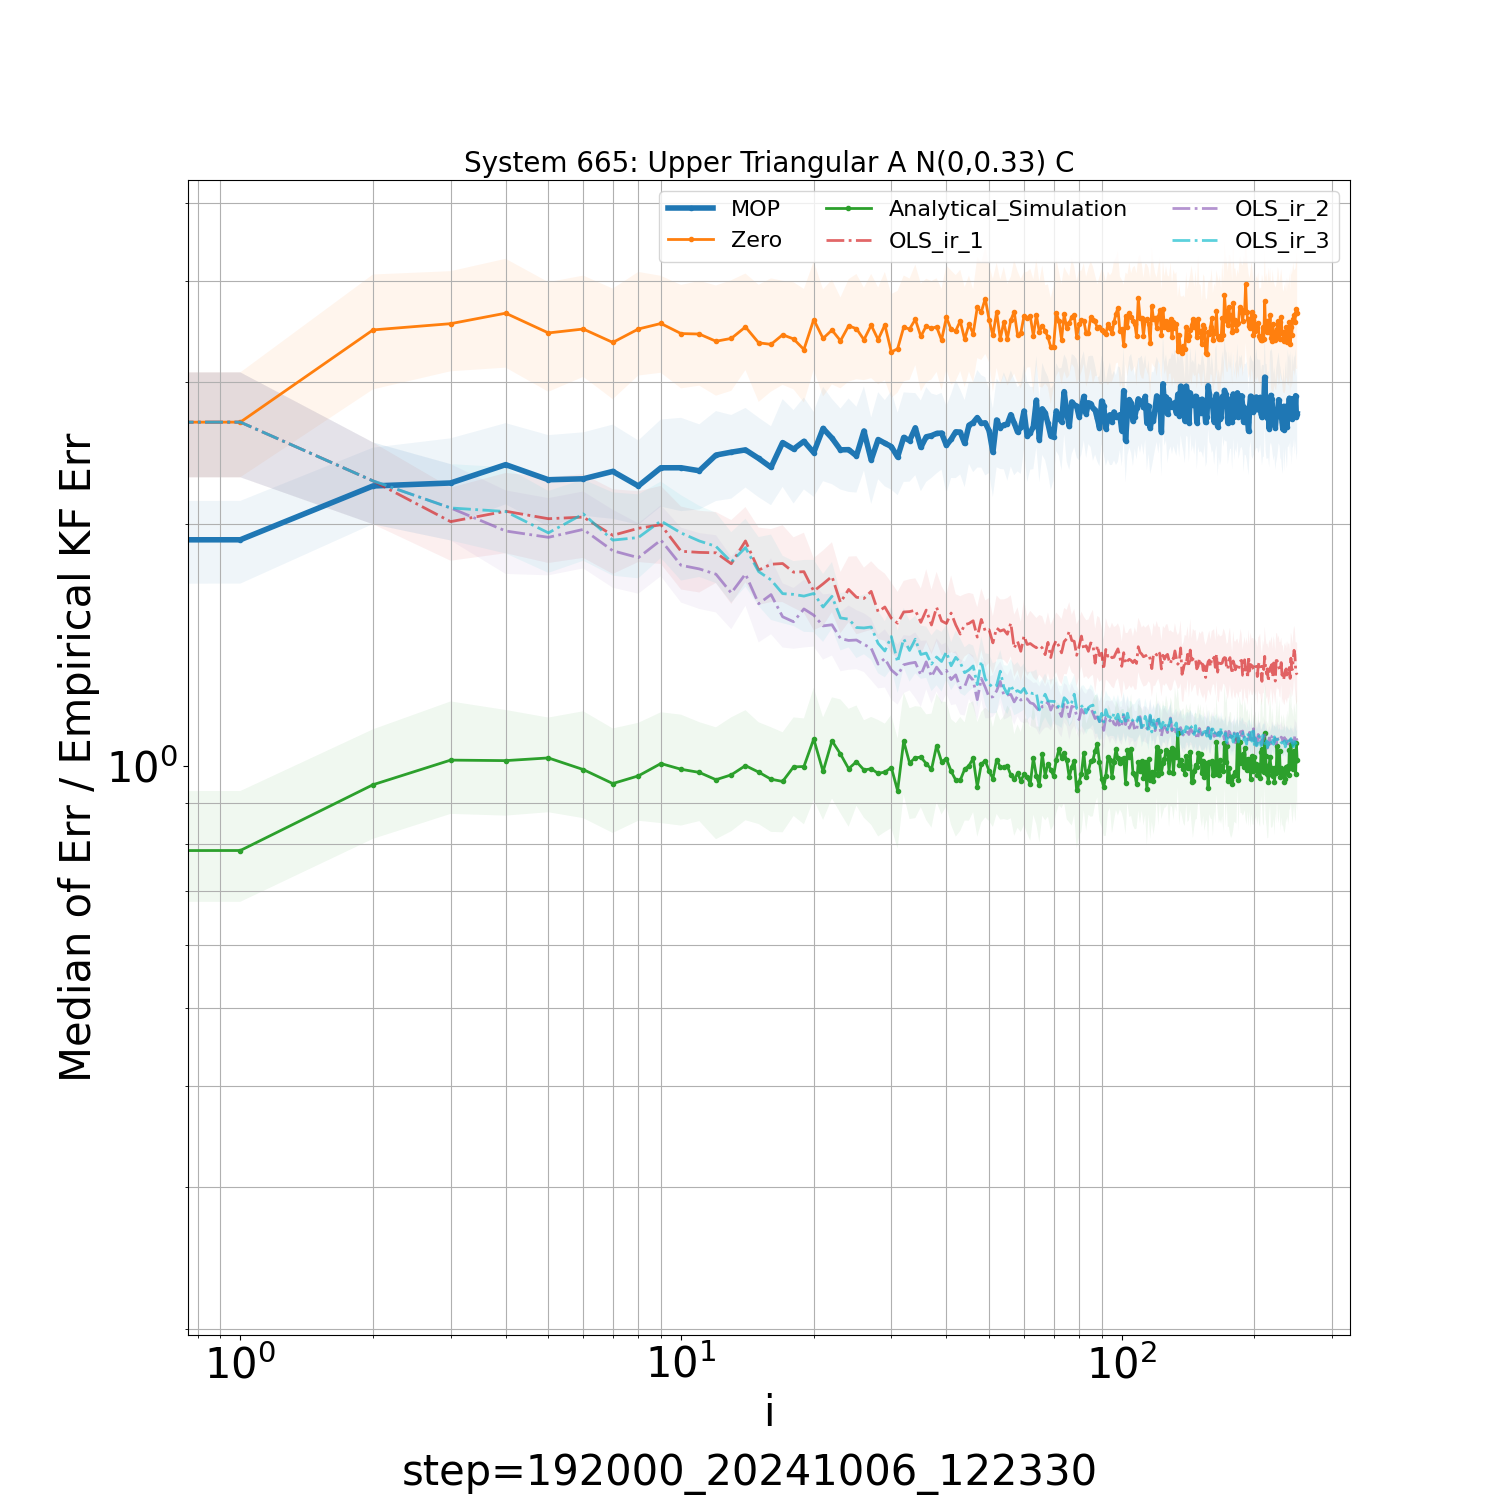 System 665: Upper Triangular A N(0,0.33) C
MOP
Zero
Analytical_Simulation
OLS_ir_1
OLS_ir_2
OLS_ir_3
Median of Err / Empirical KF Err
10⁰
10⁰
10¹
10²
i
step=192000_20241006_122330